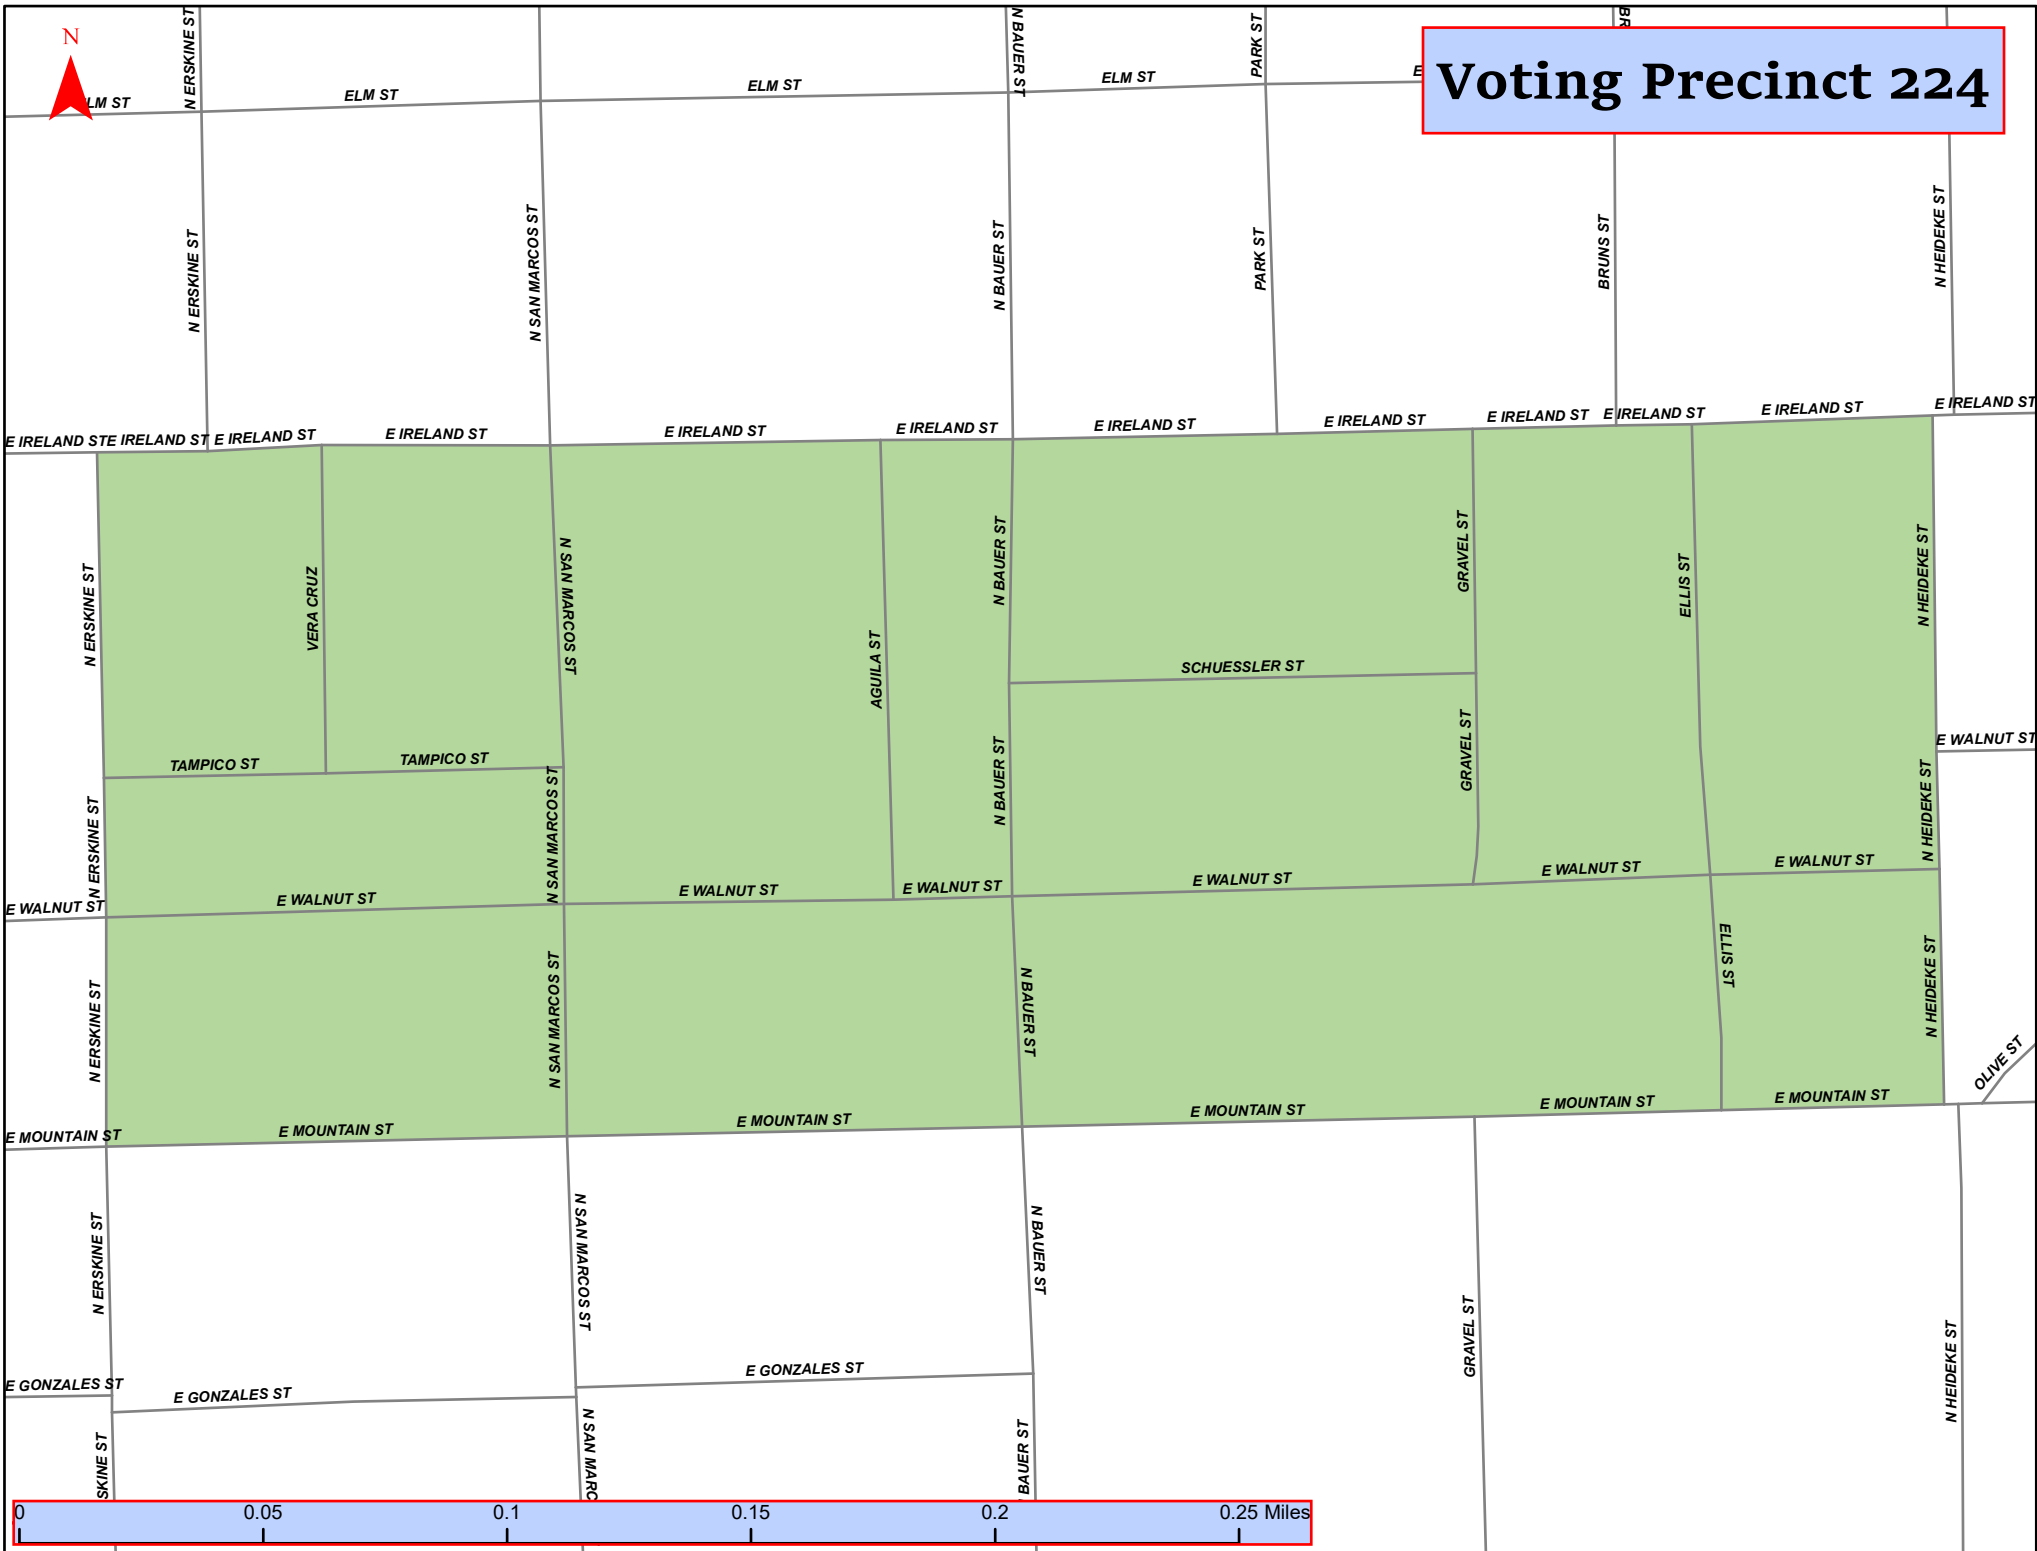 N
Voting Precinct 224
N ERSKINE ST
N BAUER ST
PARK ST
BR
LM ST
ELM ST
ELM ST
ELM ST
E
N ERSKINE ST
N SAN MARCOS ST
N BAUER ST
PARK ST
BRUNS ST
N HEIDEKE ST
E IRELAND ST
E IRELAND ST
E IRELAND ST
E IRELAND ST
E IRELAND ST
E IRELAND ST
E IRELAND ST
E IRELAND ST
E IRELAND ST
E IRELAND ST
E IRELAND ST
E IRELAND ST
N ERSKINE ST
VERA CRUZ
N SAN MARCOS ST
AGUILA ST
N BAUER ST
GRAVEL ST
ELLIS ST
N HEIDEKE ST
SCHUESSLER ST
TAMPICO ST
TAMPICO ST
N ERSKINE ST
N SAN MARCOS ST
N BAUER ST
GRAVEL ST
E WALNUT ST
N HEIDEKE ST
E WALNUT ST
E WALNUT ST
E WALNUT ST
E WALNUT ST
E WALNUT ST
E WALNUT ST
E WALNUT ST
N ERSKINE ST
N SAN MARCOS ST
N BAUER ST
ELLIS ST
N HEIDEKE ST
OLIVE ST
E MOUNTAIN ST
E MOUNTAIN ST
E MOUNTAIN ST
E MOUNTAIN ST
E MOUNTAIN ST
E MOUNTAIN ST
N ERSKINE ST
N SAN MARCOS ST
N BAUER ST
GRAVEL ST
N HEIDEKE ST
E GONZALES ST
E GONZALES ST
E GONZALES ST
SKINE ST
N SAN MARC
BAUER ST
0 0.05 0.1 0.15 0.2 0.25 Miles